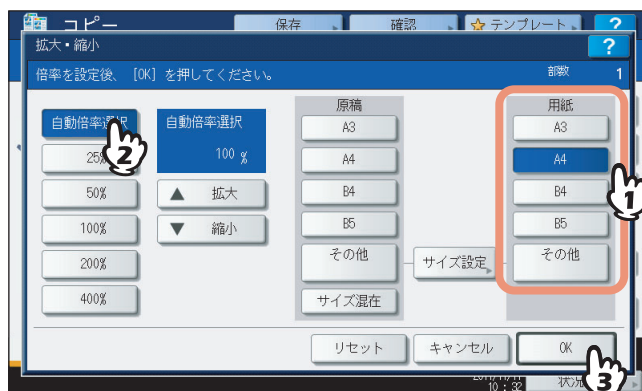 コピー 保存 確認 テンプレート ?
拡大・縮小 ?
倍率を設定後、 [OK] を押してください。 部数 1
原稿 用紙
自動倍率選択 自動倍率選択 A3 A3
25% 100 % A4 A4
2 1
50% ▲ 拡大 B4 B4
100% ▼ 縮小 B5 B5
200% その他 サイズ設定 その他
400% サイズ混在
リセット キャンセル OK
3
10:32 状況